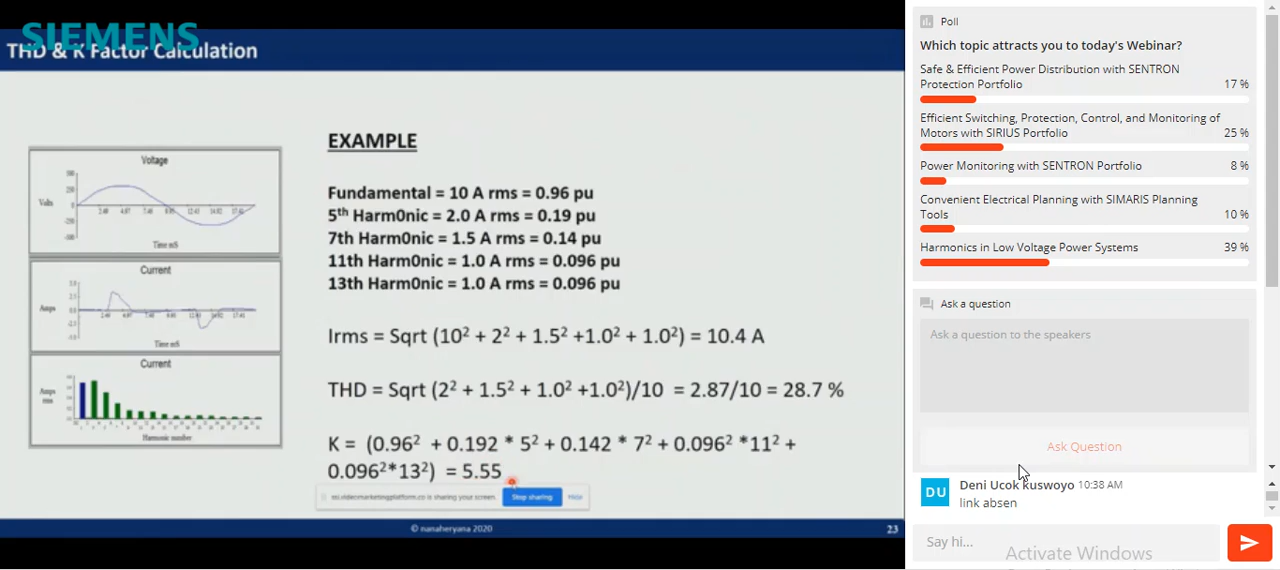 SIEMENS
THD & K Factor Calculation
EXAMPLE
Fundamental = 10 A rms = 0.96 pu
5th Harm0nic = 2.0 A rms = 0.19 pu
7th Harm0nic = 1.5 A rms = 0.14 pu
11th Harm0nic = 1.0 A rms = 0.096 pu
13th Harm0nic = 1.0 A rms = 0.096 pu
Irms = Sqrt (10² + 2² + 1.5² +1.0² + 1.0²) = 10.4 A
THD = Sqrt (2² + 1.5² + 1.0² +1.0²)/10 = 2.87/10 = 28.7 %
K = (0.96² + 0.192 * 5² + 0.142 * 7² + 0.096² *11² +
0.096²*13²) = 5.55
Voltage
Volts
Time mS
Current
Amps
Time mS
Current
Amps
rms
Harmonic number
is sharing your screen.
Stop sharing
Hide
© nanaheryana 2020
23
Poll
Which topic attracts you to today's Webinar?
Safe & Efficient Power Distribution with SENTRON
Protection Portfolio 17 %
Efficient Switching, Protection, Control, and Monitoring of
Motors with SIRIUS Portfolio 25 %
Power Monitoring with SENTRON Portfolio 8 %
Convenient Electrical Planning with SIMARIS Planning
Tools 10 %
Harmonics in Low Voltage Power Systems 39 %
Ask a question
Ask a question to the speakers
Ask Question
DU
Deni Ucok kuswoyo 10:38 AM
link absen
Say hi...
Activate Windows